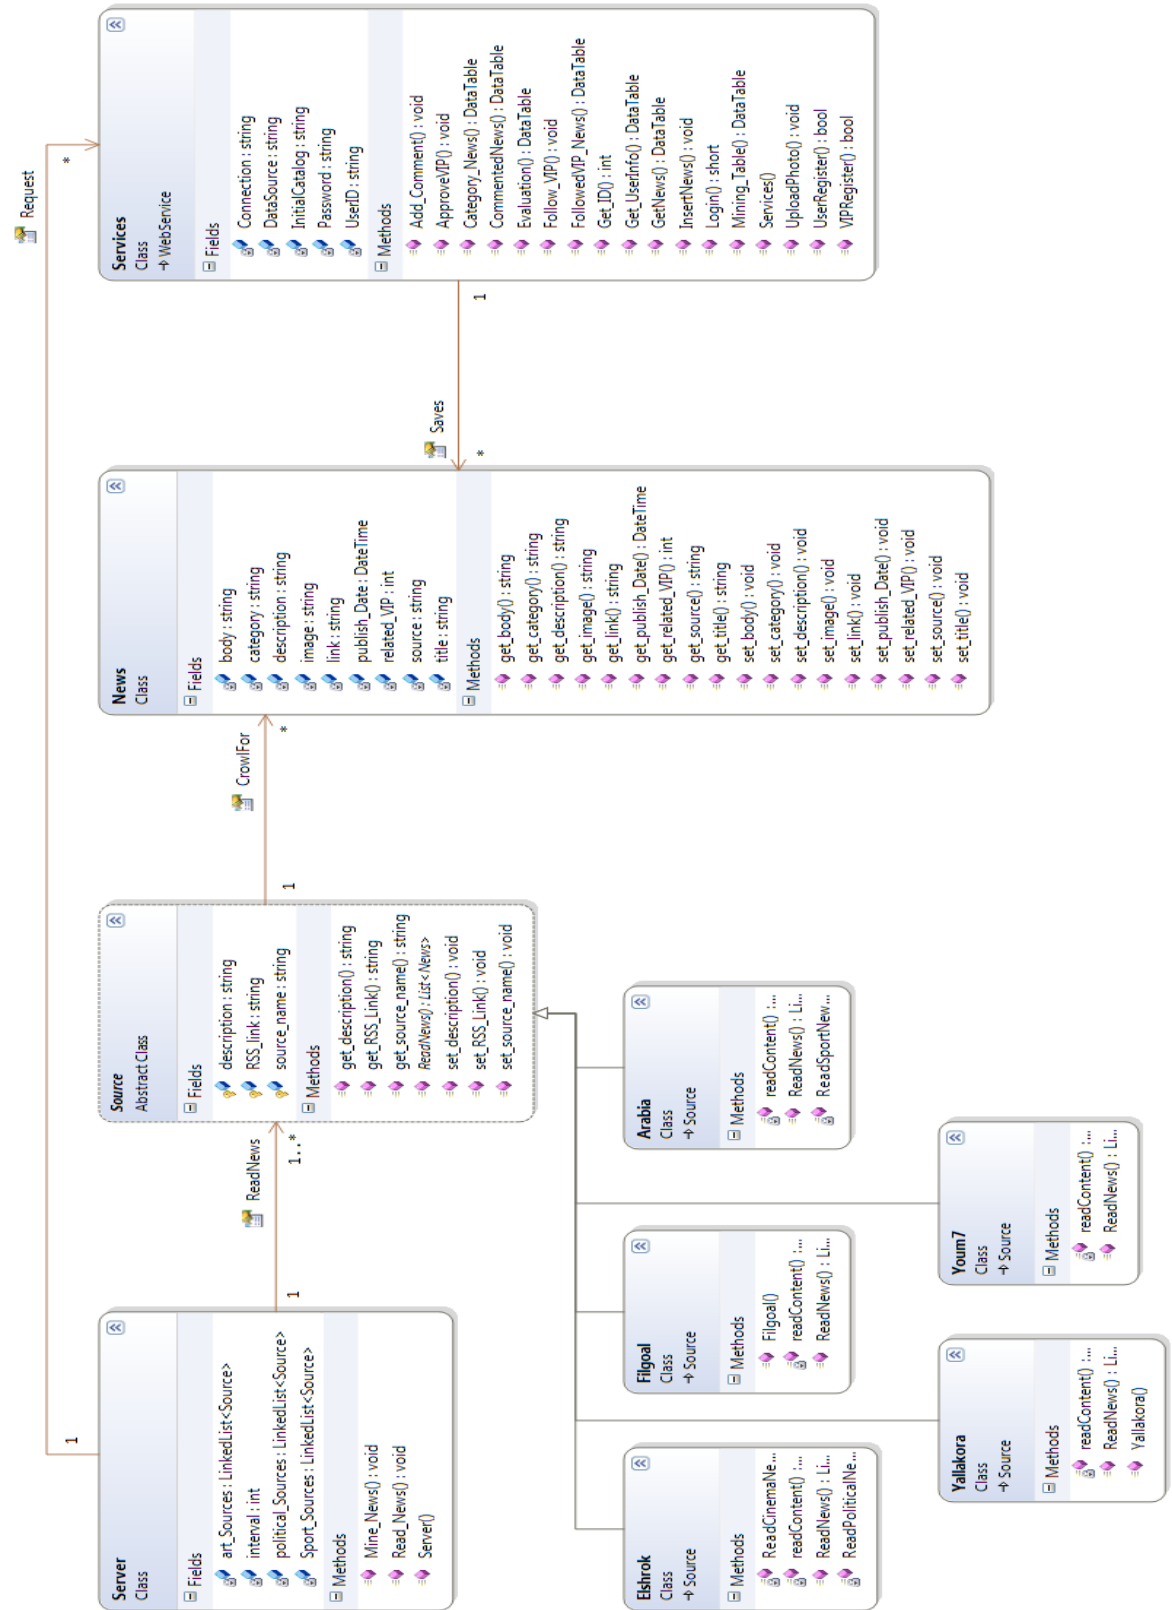 Request
1
*
Server
Class
Fields
art_Sources : LinkedList<Source>
interval : int
political_Sources : LinkedList<Source>
Sport_Sources : LinkedList<Source>
Methods
Mine_News() : void
Read_News() : void
Server()
ReadNews
1
1..*
Source
Abstract Class
Fields
description : string
RSS_link : string
source_name : string
Methods
get_description() : string
get_RSS_Link() : string
get_source_name() : string
ReadNews() : List<News>
set_description() : void
set_RSS_Link() : void
set_source_name() : void
CrowlFor
1
*
News
Class
Fields
body : string
category : string
description : string
image : string
link : string
publish_Date : DateTime
related_VIP : int
source : string
title : string
Methods
get_body() : string
get_category() : string
get_description() : string
get_image() : string
get_link() : string
get_publish_Date() : DateTime
get_related_VIP() : int
get_source() : string
get_title() : string
set_body() : void
set_category() : void
set_description() : void
set_image() : void
set_link() : void
set_publish_Date() : void
set_related_VIP() : void
set_source() : void
set_title() : void
Saves
*
1
Services
Class
WebService
Fields
Connection : string
DataSource : string
InitialCatalog : string
Password : string
UserID : string
Methods
Add_Comment() : void
ApproveVIP() : void
Category_News() : DataTable
CommentedNews() : DataTable
Evaluation() : DataTable
Follow_VIP() : void
FollowedVIP_News() : DataTable
Get_ID() : int
Get_UserInfo() : DataTable
GetNews() : DataTable
InsertNews() : void
Login() : short
Mining_Table() : DataTable
Services()
UploadPhoto() : void
UserRegister() : bool
VIPRegister() : bool
Elshrok
Class
Source
Methods
ReadCinemaNe...
readContent() :...
ReadNews() : Li...
ReadPoliticalNe...
Filgoal
Class
Source
Methods
Filgoal()
readContent() :...
ReadNews() : Li...
Arabia
Class
Source
Methods
readContent() :...
ReadNews() : Li...
ReadSportNew...
Yallakora
Class
Source
Methods
readContent() :...
ReadNews() : Li...
Yallakora()
Youm7
Class
Source
Methods
readContent() :...
ReadNews() : Li...